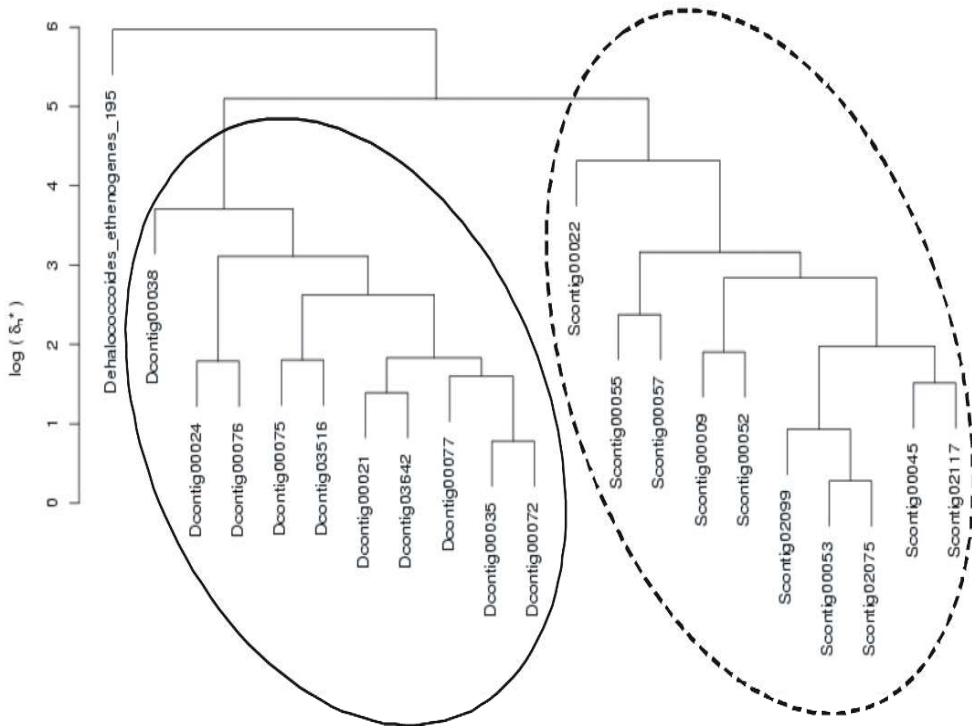 log ( δₙ* )
6
5
4
3
2
1
0
Dehalococcoides_ethenogenes_195
Dcontig00038
Dcontig00024
Dcontig00076
Dcontig00075
Dcontig03516
Dcontig00021
Dcontig03642
Dcontig00077
Dcontig00035
Dcontig00072
Scontig00022
Scontig00055
Scontig00057
Scontig00009
Scontig00052
Scontig02099
Scontig00053
Scontig02075
Scontig00045
Scontig02117